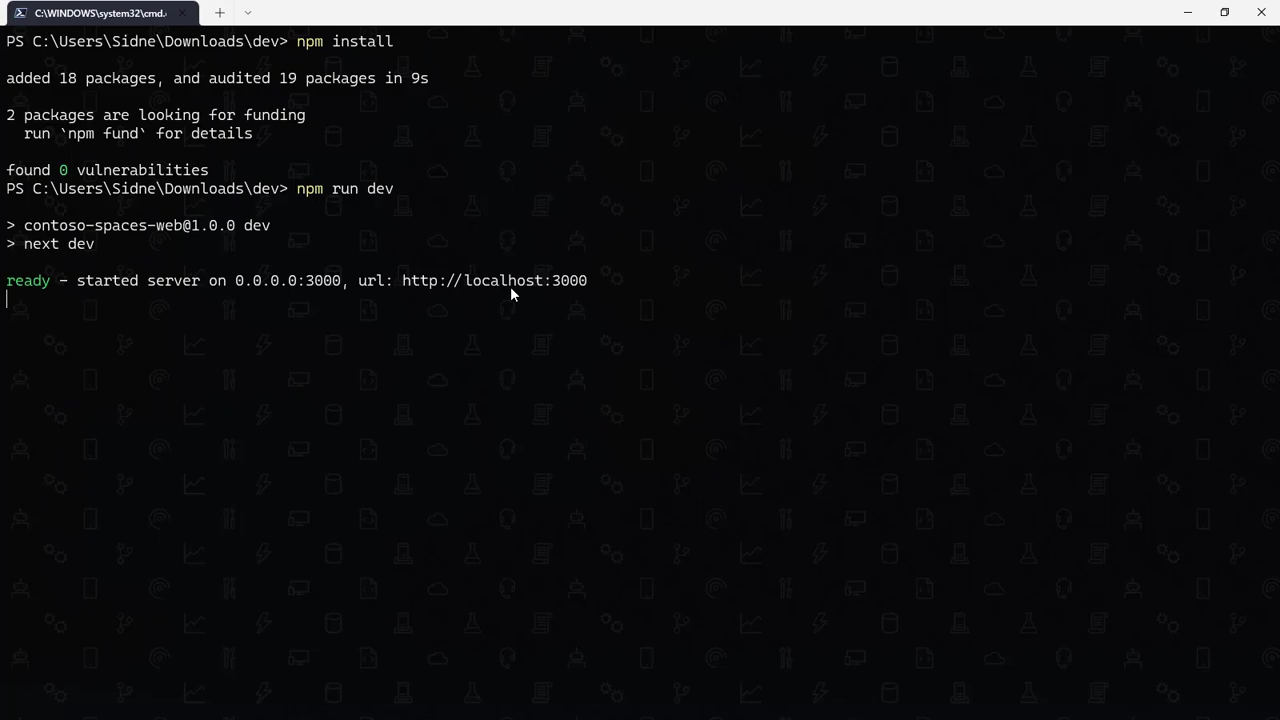 C:\WINDOWS\system32\cmd.
PS C:\Users\Sidne\Downloads\dev> npm install
added 18 packages, and audited 19 packages in 9s
2 packages are looking for funding
  run `npm fund` for details
found 0 vulnerabilities
PS C:\Users\Sidne\Downloads\dev> npm run dev
> contoso-spaces-web@1.0.0 dev
> next dev
ready - started server on 0.0.0.0:3000, url: http://localhost:3000